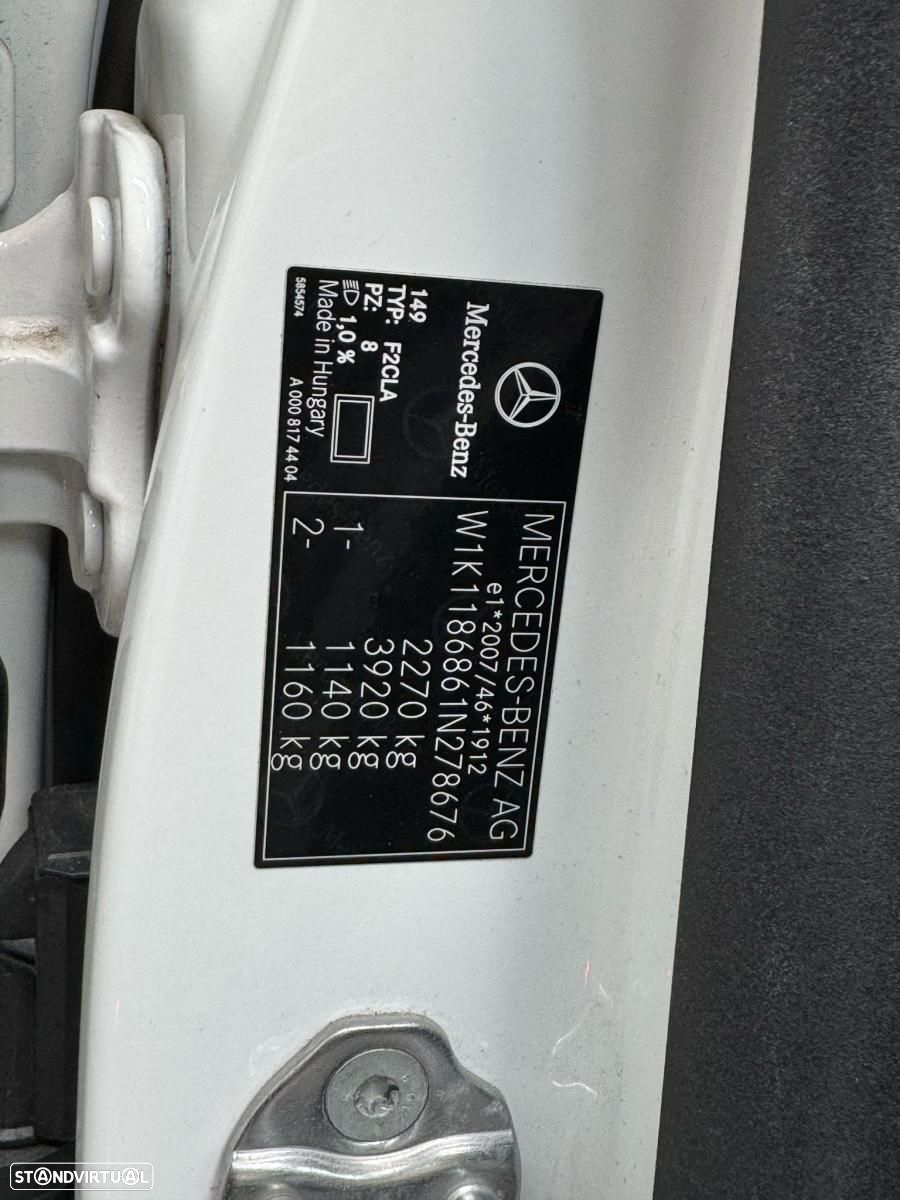 Mercedes-Benz
149
TYP: F2CLA
PZ: 8
1,0 %
Made in Hungary
5854574
A 000 817 44 04
MERCEDES-BENZ AG
e1*2007/46*1912
W1K1186861N278676
2270 kg
3920 kg
1- 1140 kg
2- 1160 kg
STANDVIRTUAL